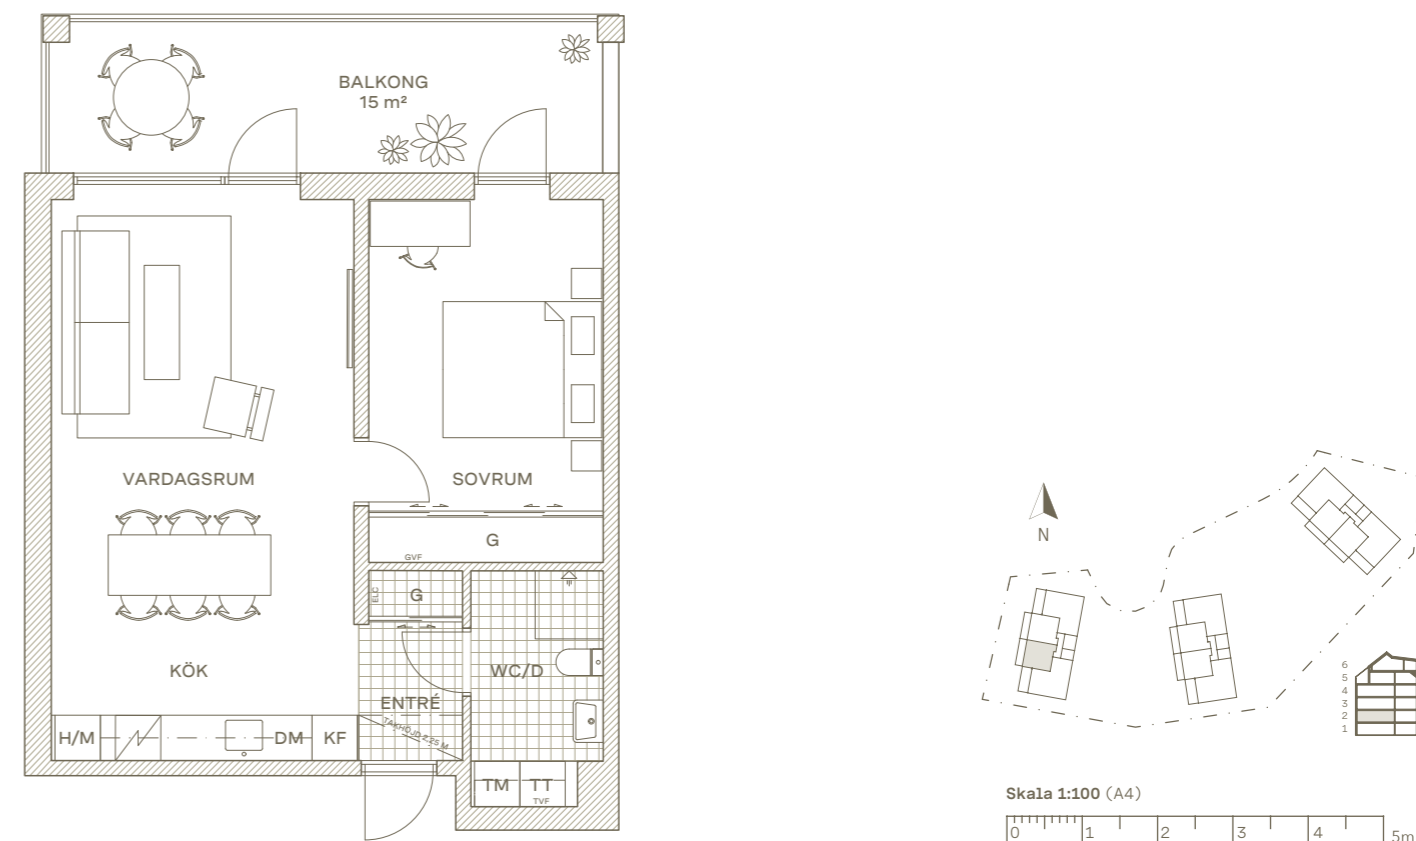 BALKONG
15 m²
VARDAGSRUM
SOVRUM
G
GVF
ELC
G
KÖK
WC/D
ENTRÉ
TAKHÖJD 2.25 M
H/M
DM
KF
TM
TT
TVF
N
6
5
4
3
2
1
Skala 1:100 (A4)
0 1 2 3 4 5m